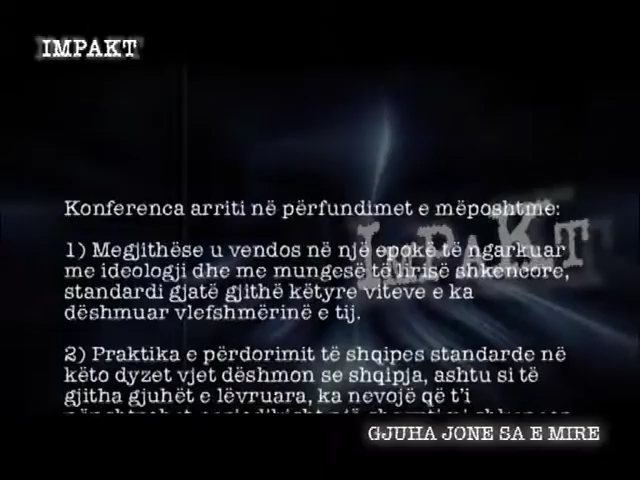 IMPAKT
Konferenca arriti në përfundimet e mëposhtme:
IMPAKT
1) Megjithëse u vendos në një epokë të ngarkuar
me ideologji dhe me mungesë të lirisë shkencore,
standardi gjatë gjithë këtyre viteve e ka
dëshmuar vlefshmërinë e tij.
2) Praktika e përdorimit të shqipes standarde në
këto dyzet vjet dëshmon se shqipja, ashtu si të
gjitha gjuhët e lëvruara, ka nevojë që t'i
GJUHA JONE SA E MIRE